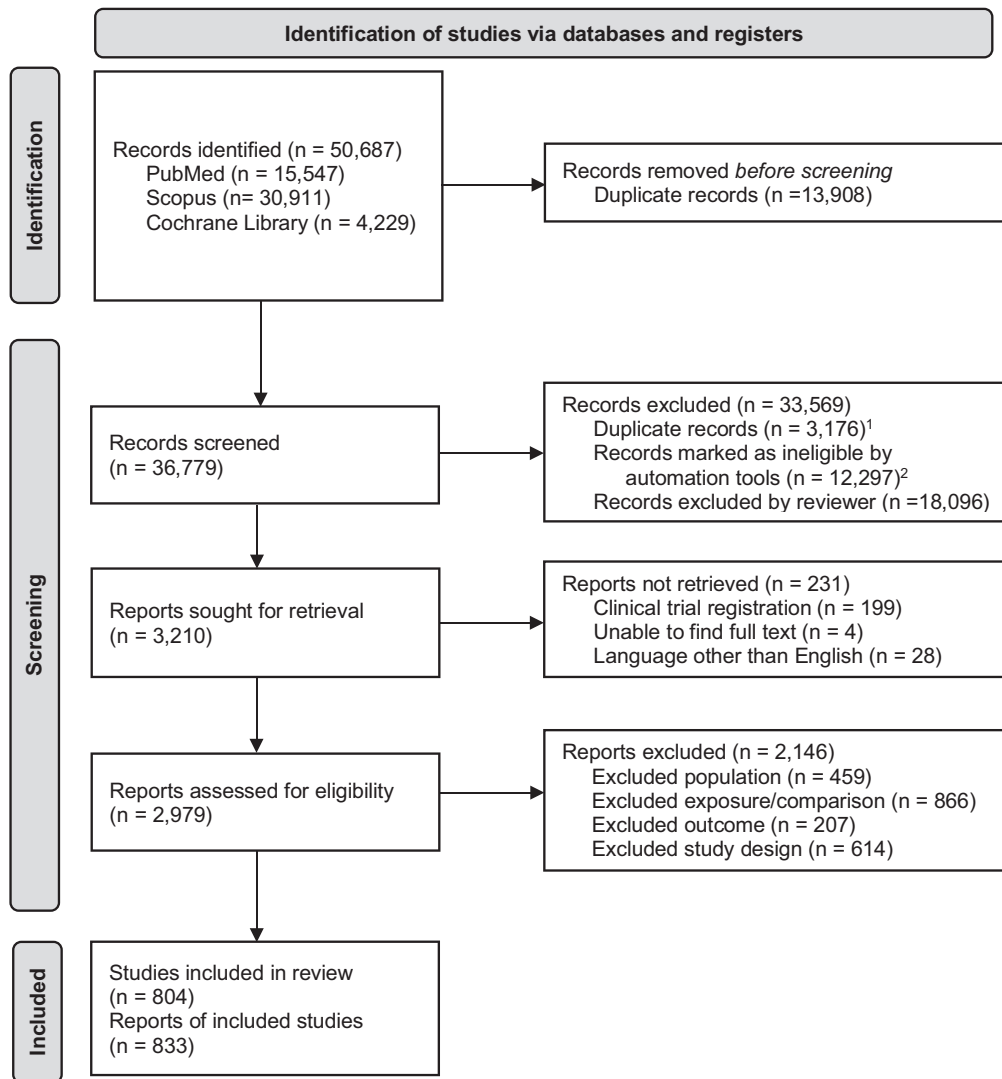 Identification of studies via databases and registers
Identification
Records identified (n = 50,687)
PubMed (n = 15,547)
Scopus (n= 30,911)
Cochrane Library (n = 4,229)
Records removed before screening
Duplicate records (n =13,908)
Screening
Records screened
(n = 36,779)
Records excluded (n = 33,569)
Duplicate records (n = 3,176)¹
Records marked as ineligible by
automation tools (n = 12,297)²
Records excluded by reviewer (n =18,096)
Reports sought for retrieval
(n = 3,210)
Reports not retrieved (n = 231)
Clinical trial registration (n = 199)
Unable to find full text (n = 4)
Language other than English (n = 28)
Reports assessed for eligibility
(n = 2,979)
Reports excluded (n = 2,146)
Excluded population (n = 459)
Excluded exposure/comparison (n = 866)
Excluded outcome (n = 207)
Excluded study design (n = 614)
Included
Studies included in review
(n = 804)
Reports of included studies
(n = 833)